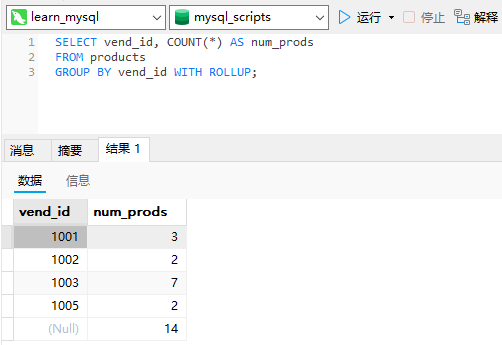 learn_mysql mysql_scripts 运行 停止 解释
1 SELECT vend_id, COUNT(*) AS num_prods
2 FROM products
3 GROUP BY vend_id WITH ROLLUP;
消息 摘要 结果 1
数据 信息
vend_id num_prods
1001 3
1002 2
1003 7
1005 2
(Null) 14